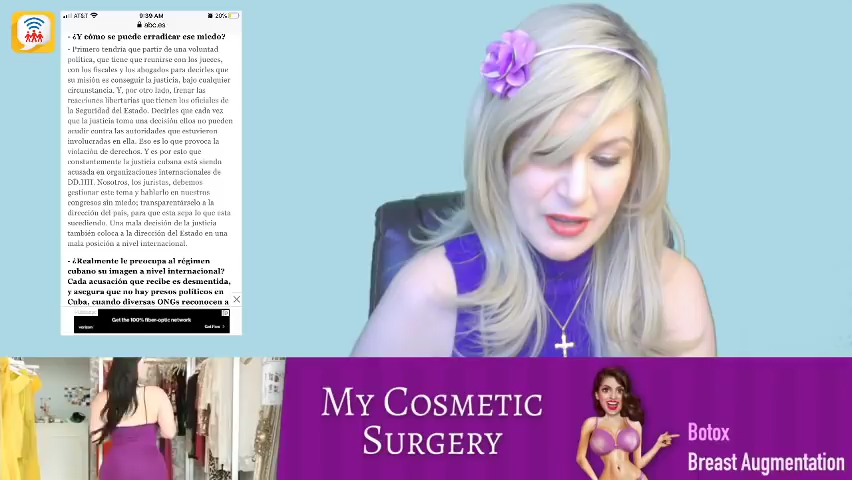 AT&T
9:39 AM
20%
abc.es
- ¿Y cómo se puede erradicar ese miedo?
- Primero tendría que partir de una voluntad
política, que tiene que reunirse con los jueces,
con los fiscales y los abogados para decirles que
su misión es conseguir la justicia, bajo cualquier
circunstancia. Y, por otro lado, frenar las
reacciones libertarias que tienen los oficiales de
la Seguridad del Estado. Decirles que cada vez
que la justicia toma una decisión ellos no pueden
acudir contra las autoridades que estuvieron
involucradas en ella. Eso es lo que provoca la
violación de derechos. Y es por esto que
constantemente la justicia cubana está siendo
acusada en organizaciones internacionales de
DD.HH. Nosotros, los juristas, debemos
gestionar este tema y hablarlo en nuestros
congresos sin miedo; transparentárselo a la
dirección del país, para que esta sepa lo que está
sucediendo. Una mala decisión de la justicia
también coloca a la dirección del Estado en una
mala posición a nivel internacional.
- ¿Realmente le preocupa al régimen
cubano su imagen a nivel internacional?
Cada acusación que recibe es desmentida,
y asegura que no hay presos políticos en
Cuba, cuando diversas ONGs reconocen a
Get the 100% fiber-optic network
verizon
My Cosmetic
Surgery
Botox
Breast Augmentation